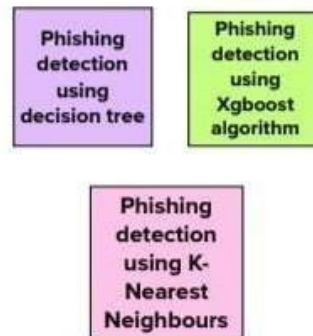 Phishing
detection
using
decision tree
Phishing
detection
using
Xgboost
algorithm
Phishing
detection
using K-
Nearest
Neighbours